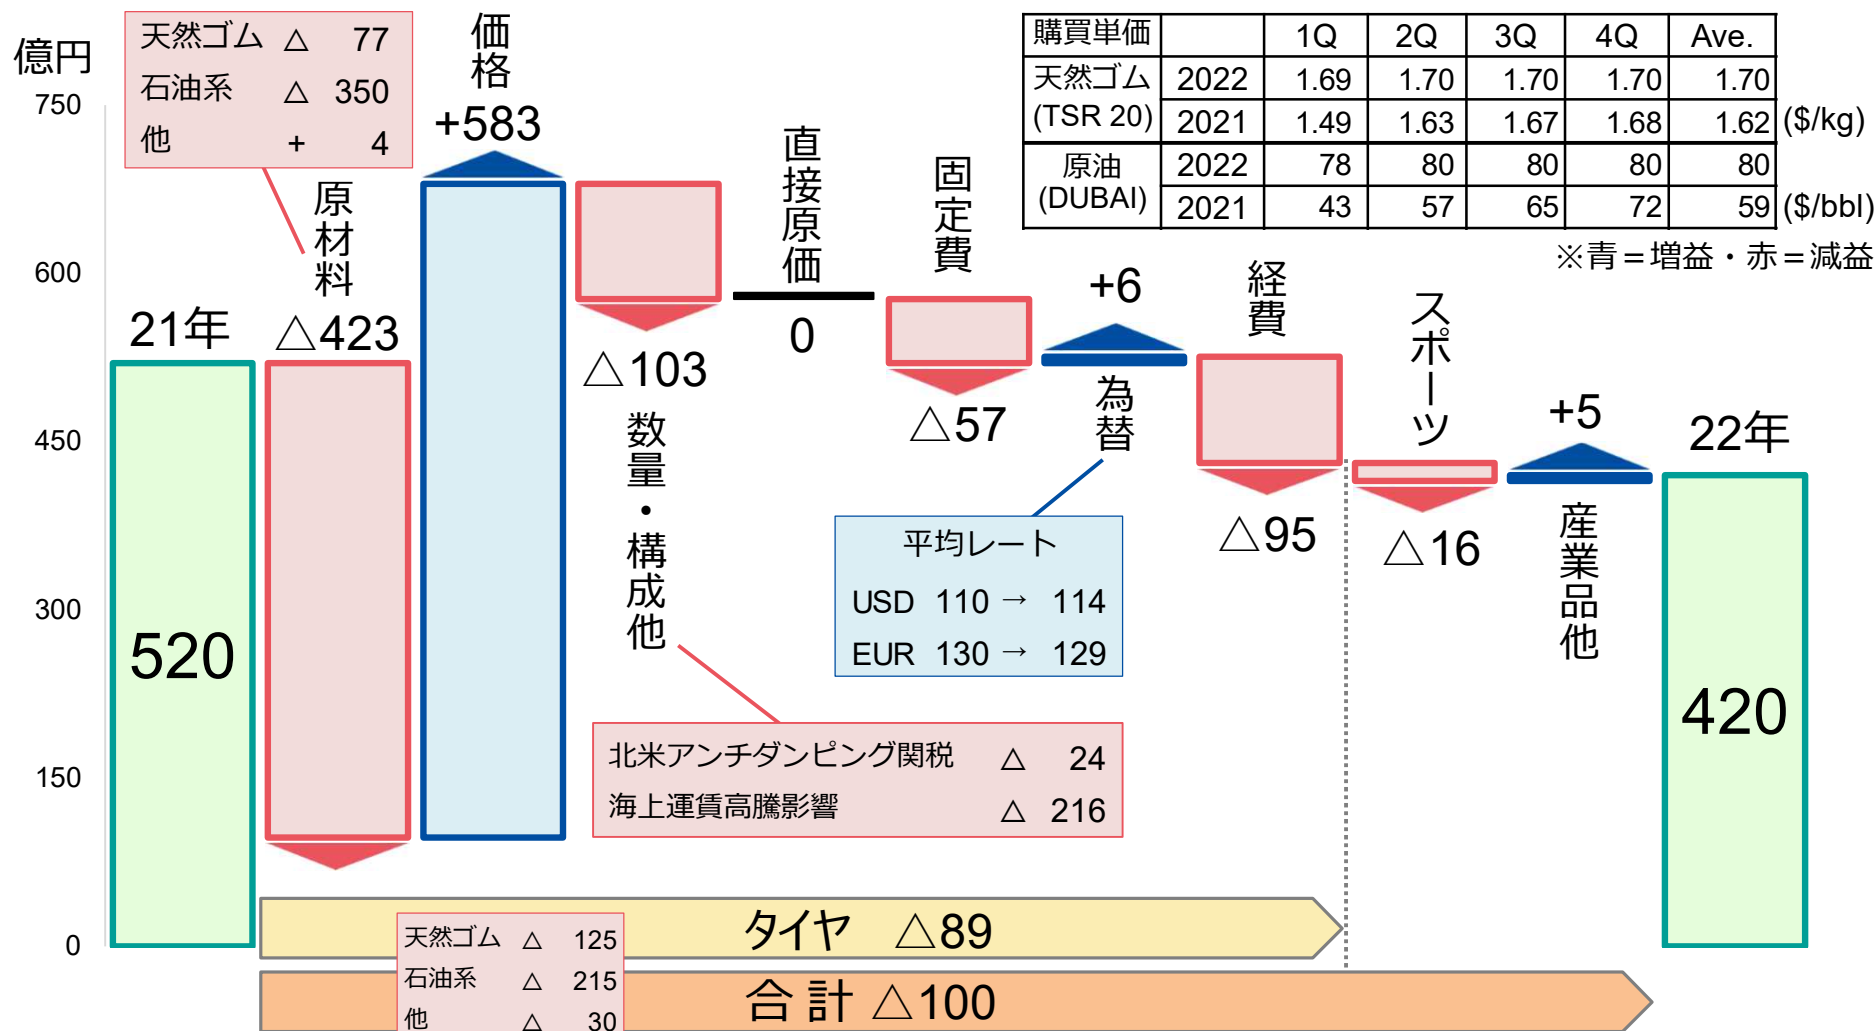 億円
750
600
450
300
150
0
天然ゴム △ 77
石油系 △ 350
他 + 4
原材料
△423
21年
520
価格
+583
△103
数量・構成他
北米アンチダンピング関税 △ 24
海上運賃高騰影響 △ 216
直接原価
0
固定費
△57
+6
為替
平均レート
USD 110 → 114
EUR 130 → 129
経費
△95
スポーツ
△16
+5
産業品他
22年
420
購買単価 1Q 2Q 3Q 4Q Ave.
天然ゴム (TSR 20) 2022 1.69 1.70 1.70 1.70 1.70
2021 1.49 1.63 1.67 1.68 1.62 ($/kg)
原油 (DUBAI) 2022 78 80 80 80 80
2021 43 57 65 72 59 ($/bbl)
※青=増益・赤=減益
タイヤ △89
天然ゴム △ 125
石油系 △ 215
他 △ 30
合計 △100